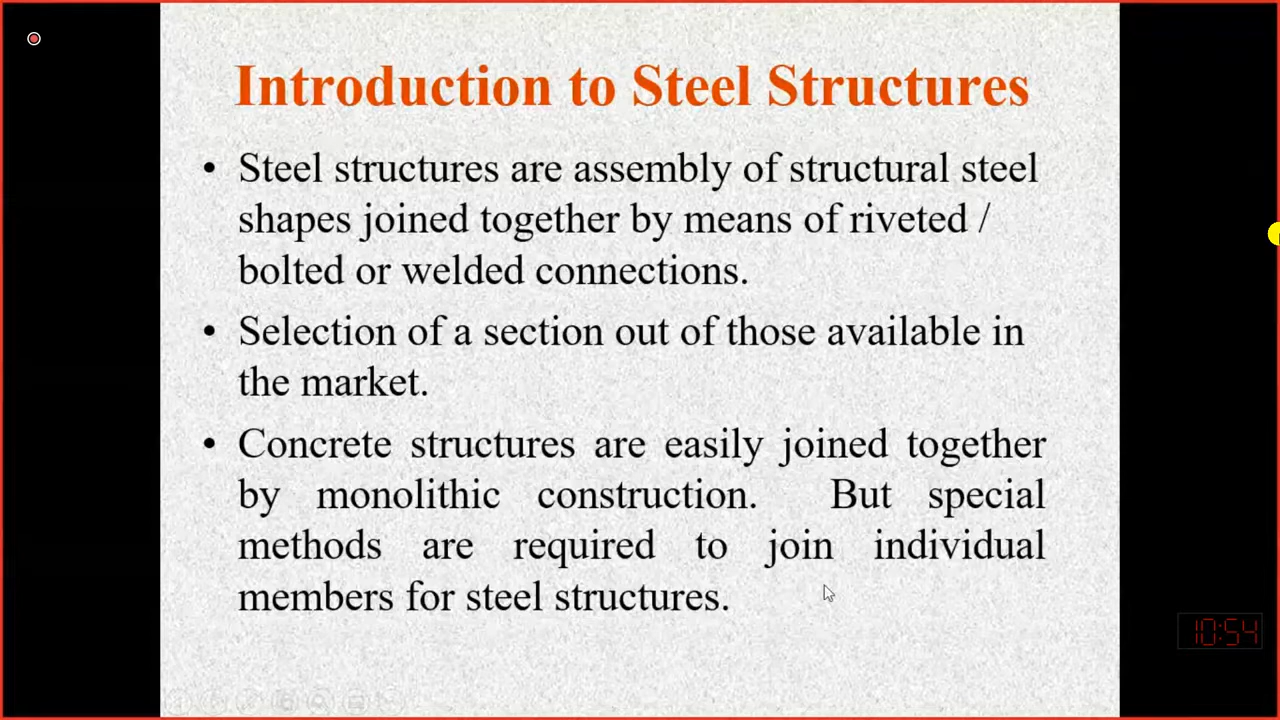 Introduction to Steel Structures
• Steel structures are assembly of structural steel
shapes joined together by means of riveted /
bolted or welded connections.
• Selection of a section out of those available in
the market.
• Concrete structures are easily joined together
by monolithic construction. But special
methods are required to join individual
members for steel structures.
10:54